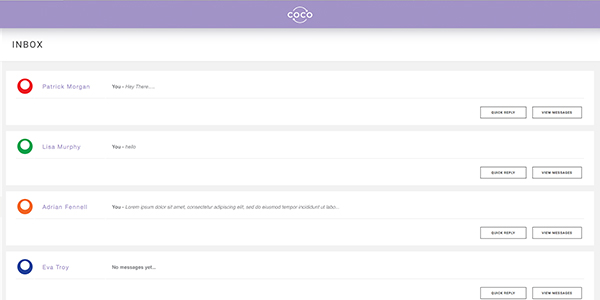 coco
INBOX
Patrick Morgan You - Hey There....
QUICK REPLY VIEW MESSAGES
Lisa Murphy You - hello
QUICK REPLY VIEW MESSAGES
Adrian Fennell You - Lorem ipsum dolor sit amet, consectetur adipiscing elit, sed do eiusmod tempor incididunt ut labo...
QUICK REPLY VIEW MESSAGES
Eva Troy No messages yet...
QUICK REPLY VIEW MESSAGES